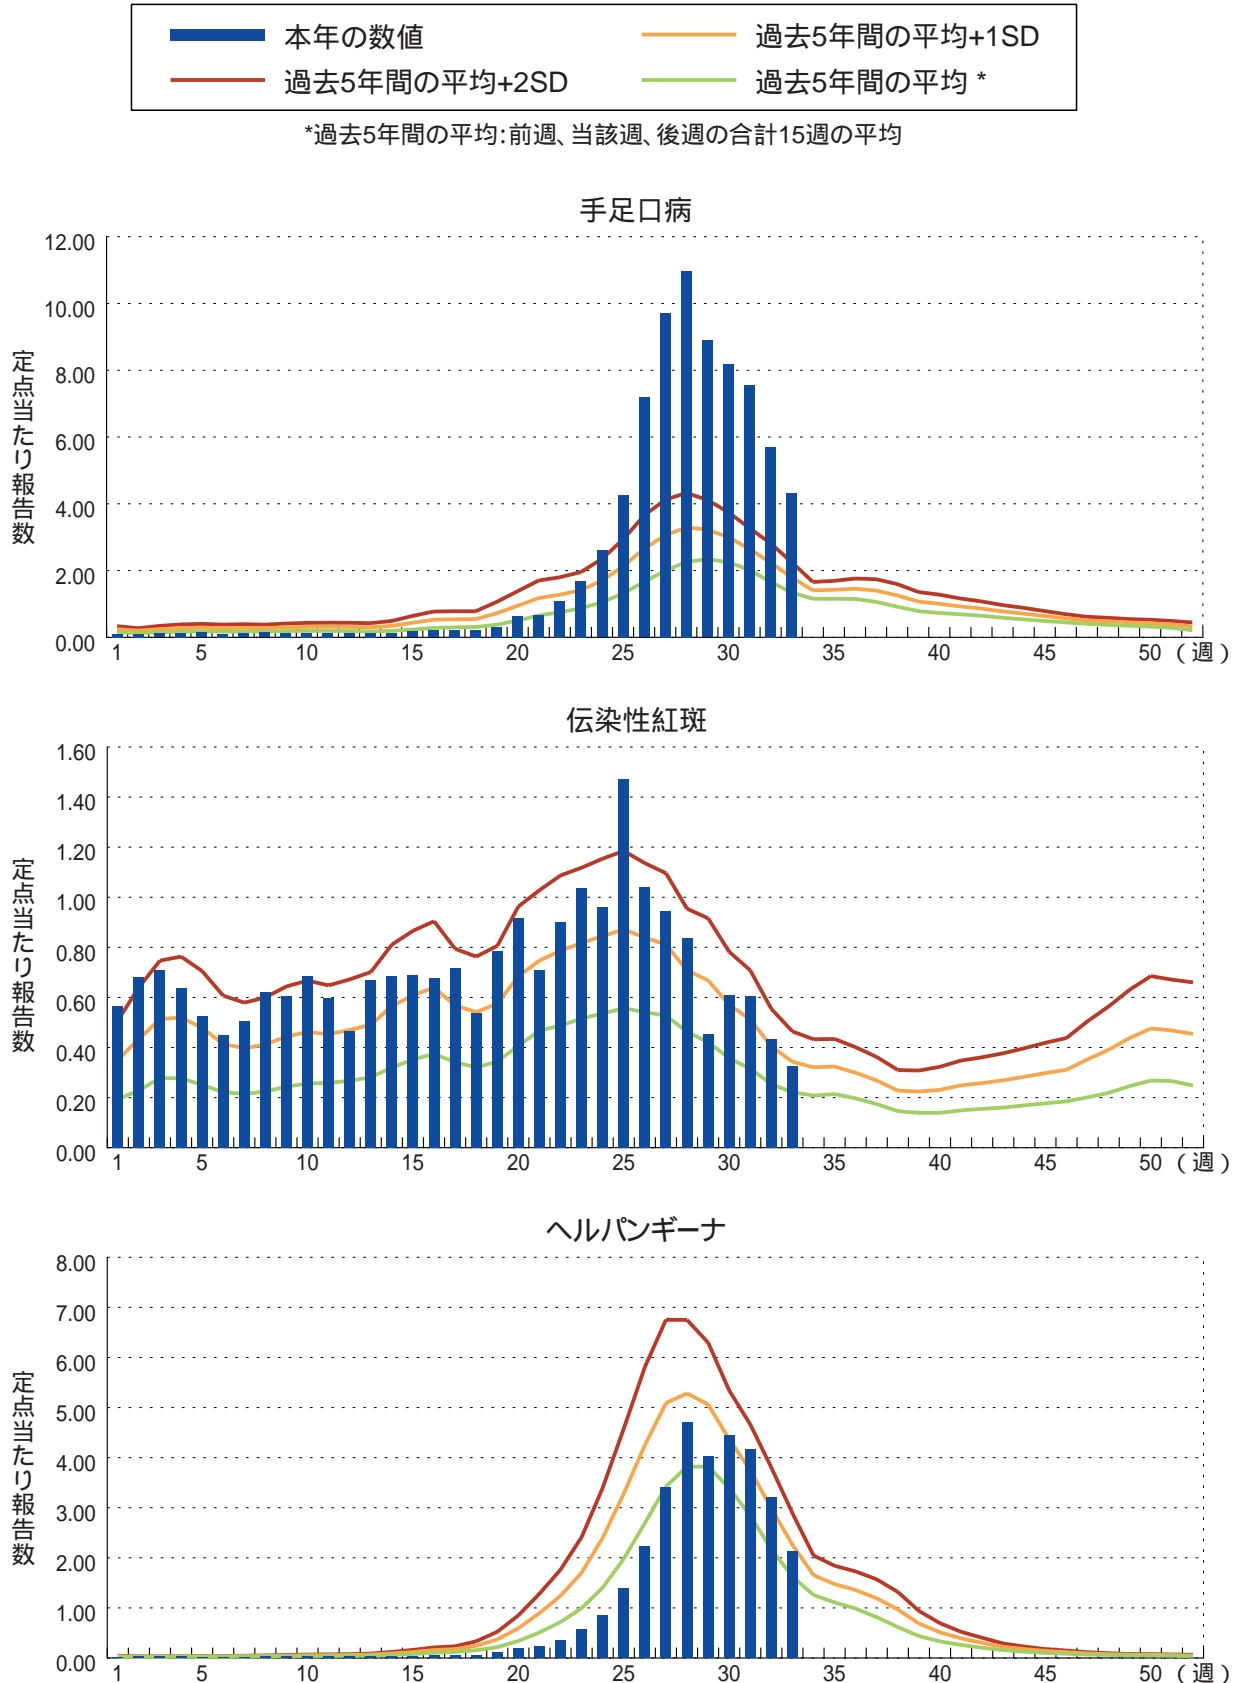 本年の数値
過去5年間の平均+1SD
過去5年間の平均+2SD
過去5年間の平均 *
*過去5年間の平均:前週、当該週、後週の合計15週の平均
手足口病
定点当たり報告数
12.00
10.00
8.00
6.00
4.00
2.00
0.00
1 5 10 15 20 25 30 35 40 45 50 (週)
伝染性紅斑
定点当たり報告数
1.60
1.40
1.20
1.00
0.80
0.60
0.40
0.20
0.00
1 5 10 15 20 25 30 35 40 45 50 (週)
ヘルパンギーナ
定点当たり報告数
8.00
7.00
6.00
5.00
4.00
3.00
2.00
1.00
0.00
1 5 10 15 20 25 30 35 40 45 50 (週)